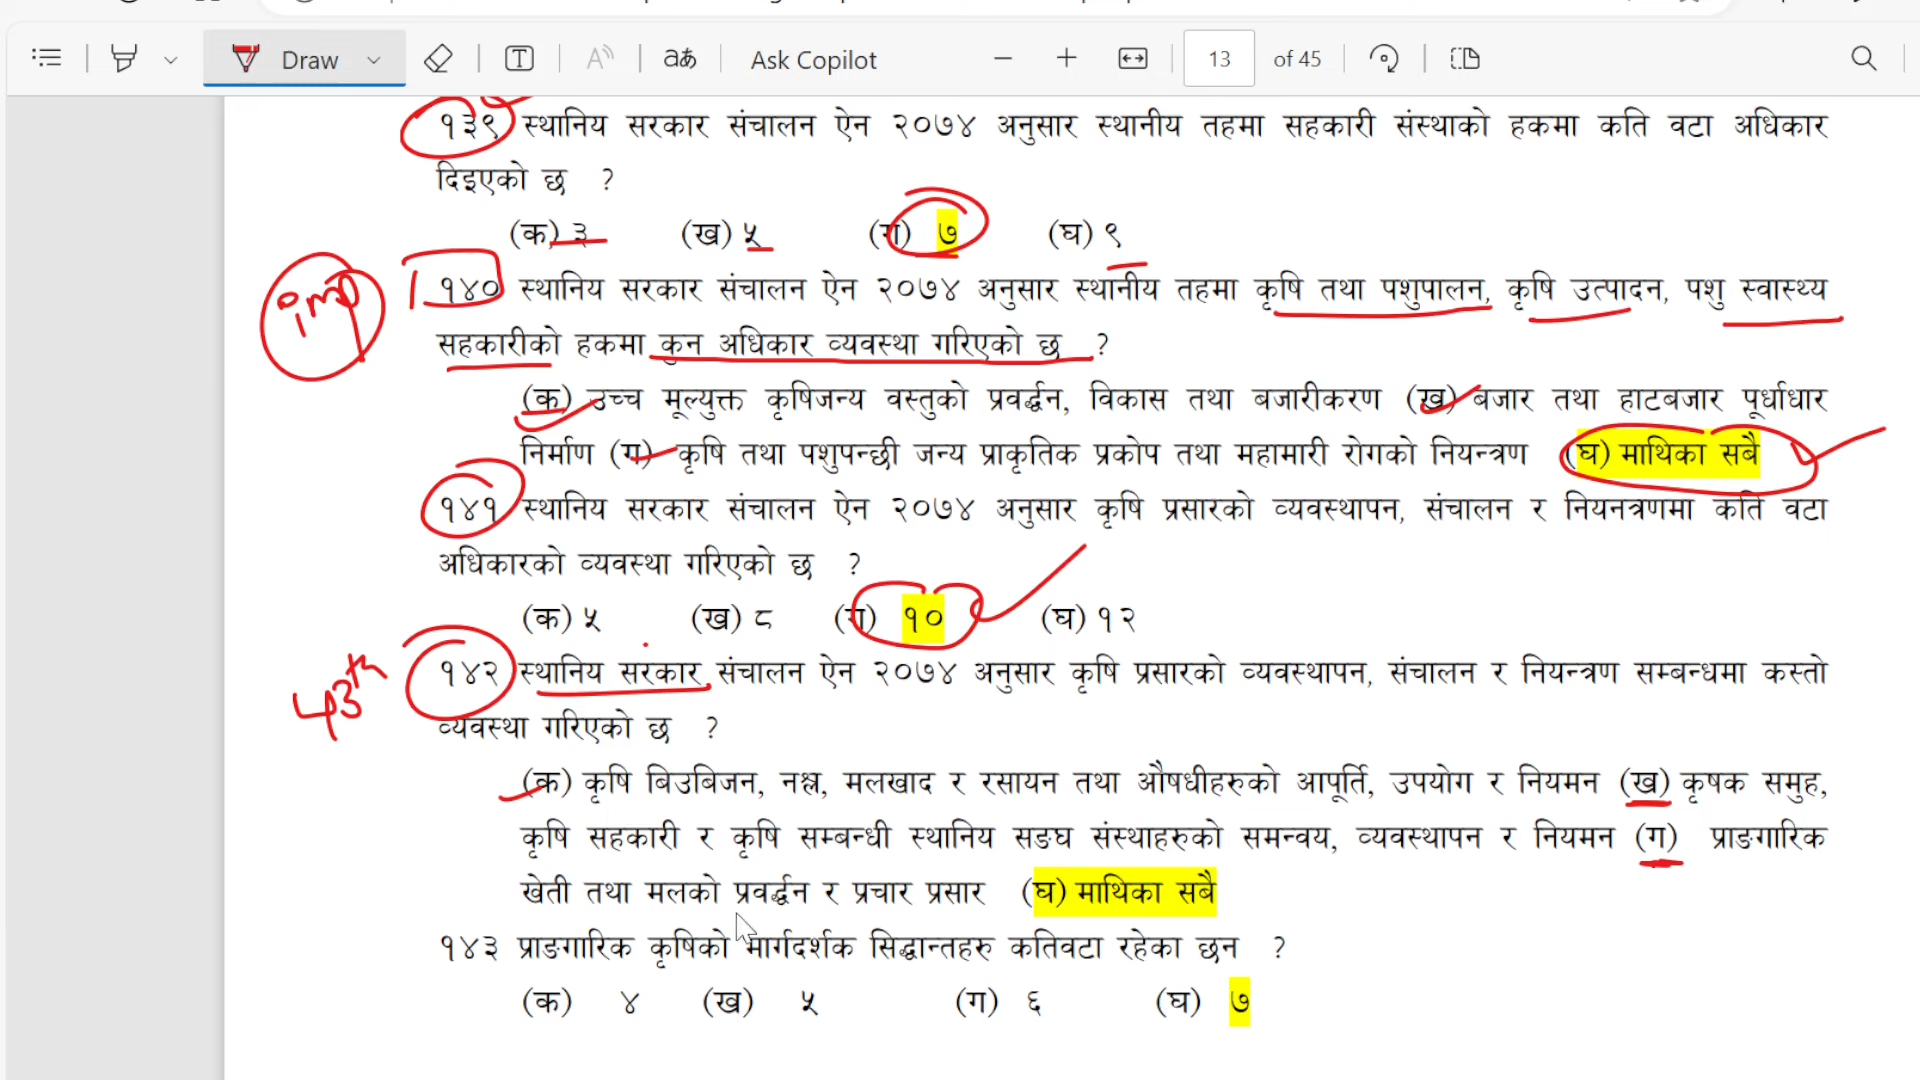 Draw
Ask Copilot
13 of 45
१३९ स्थानिय सरकार संचालन ऐन २०७४ अनुसार स्थानीय तहमा सहकारी संस्थाको हकमा कति वटा अधिकार
दिइएको छ ?
(क) ३ (ख) ५ (ग) ७ (घ) ९
imp
१४० स्थानिय सरकार संचालन ऐन २०७४ अनुसार स्थानीय तहमा कृषि तथा पशुपालन, कृषि उत्पादन, पशु स्वास्थ्य
सहकारीको हकमा कुन अधिकार व्यवस्था गरिएको छ ?
(क) उच्च मूल्युक्त कृषिजन्य वस्तुको प्रवर्द्धन, विकास तथा बजारीकरण (ख) बजार तथा हाटबजार पूर्धाधार
निर्माण (ग) कृषि तथा पशुपन्छी जन्य प्राकृतिक प्रकोप तथा महामारी रोगको नियन्त्रण (घ) माथिका सबै
१४१ स्थानिय सरकार संचालन ऐन २०७४ अनुसार कृषि प्रसारको व्यवस्थापन, संचालन र नियनत्रणमा कति वटा
अधिकारको व्यवस्था गरिएको छ ?
(क) ५ (ख) ८ (ग) १० (घ) १२
43th
१४२ स्थानिय सरकार संचालन ऐन २०७४ अनुसार कृषि प्रसारको व्यवस्थापन, संचालन र नियन्त्रण सम्बन्धमा कस्तो
व्यवस्था गरिएको छ ?
(क) कृषि बिउबिजन, नश्ल, मलखाद र रसायन तथा औषधीहरुको आपूर्ति, उपयोग र नियमन (ख) कृषक समुह,
कृषि सहकारी र कृषि सम्बन्धी स्थानिय सङघ संस्थाहरुको समन्वय, व्यवस्थापन र नियमन (ग) प्राङगारिक
खेती तथा मलको प्रवर्द्धन र प्रचार प्रसार (घ) माथिका सबै
१४३ प्राङगारिक कृषिको मार्गदर्शक सिद्धान्तहरु कतिवटा रहेका छन ?
(क) ४ (ख) ५ (ग) ६ (घ) ७